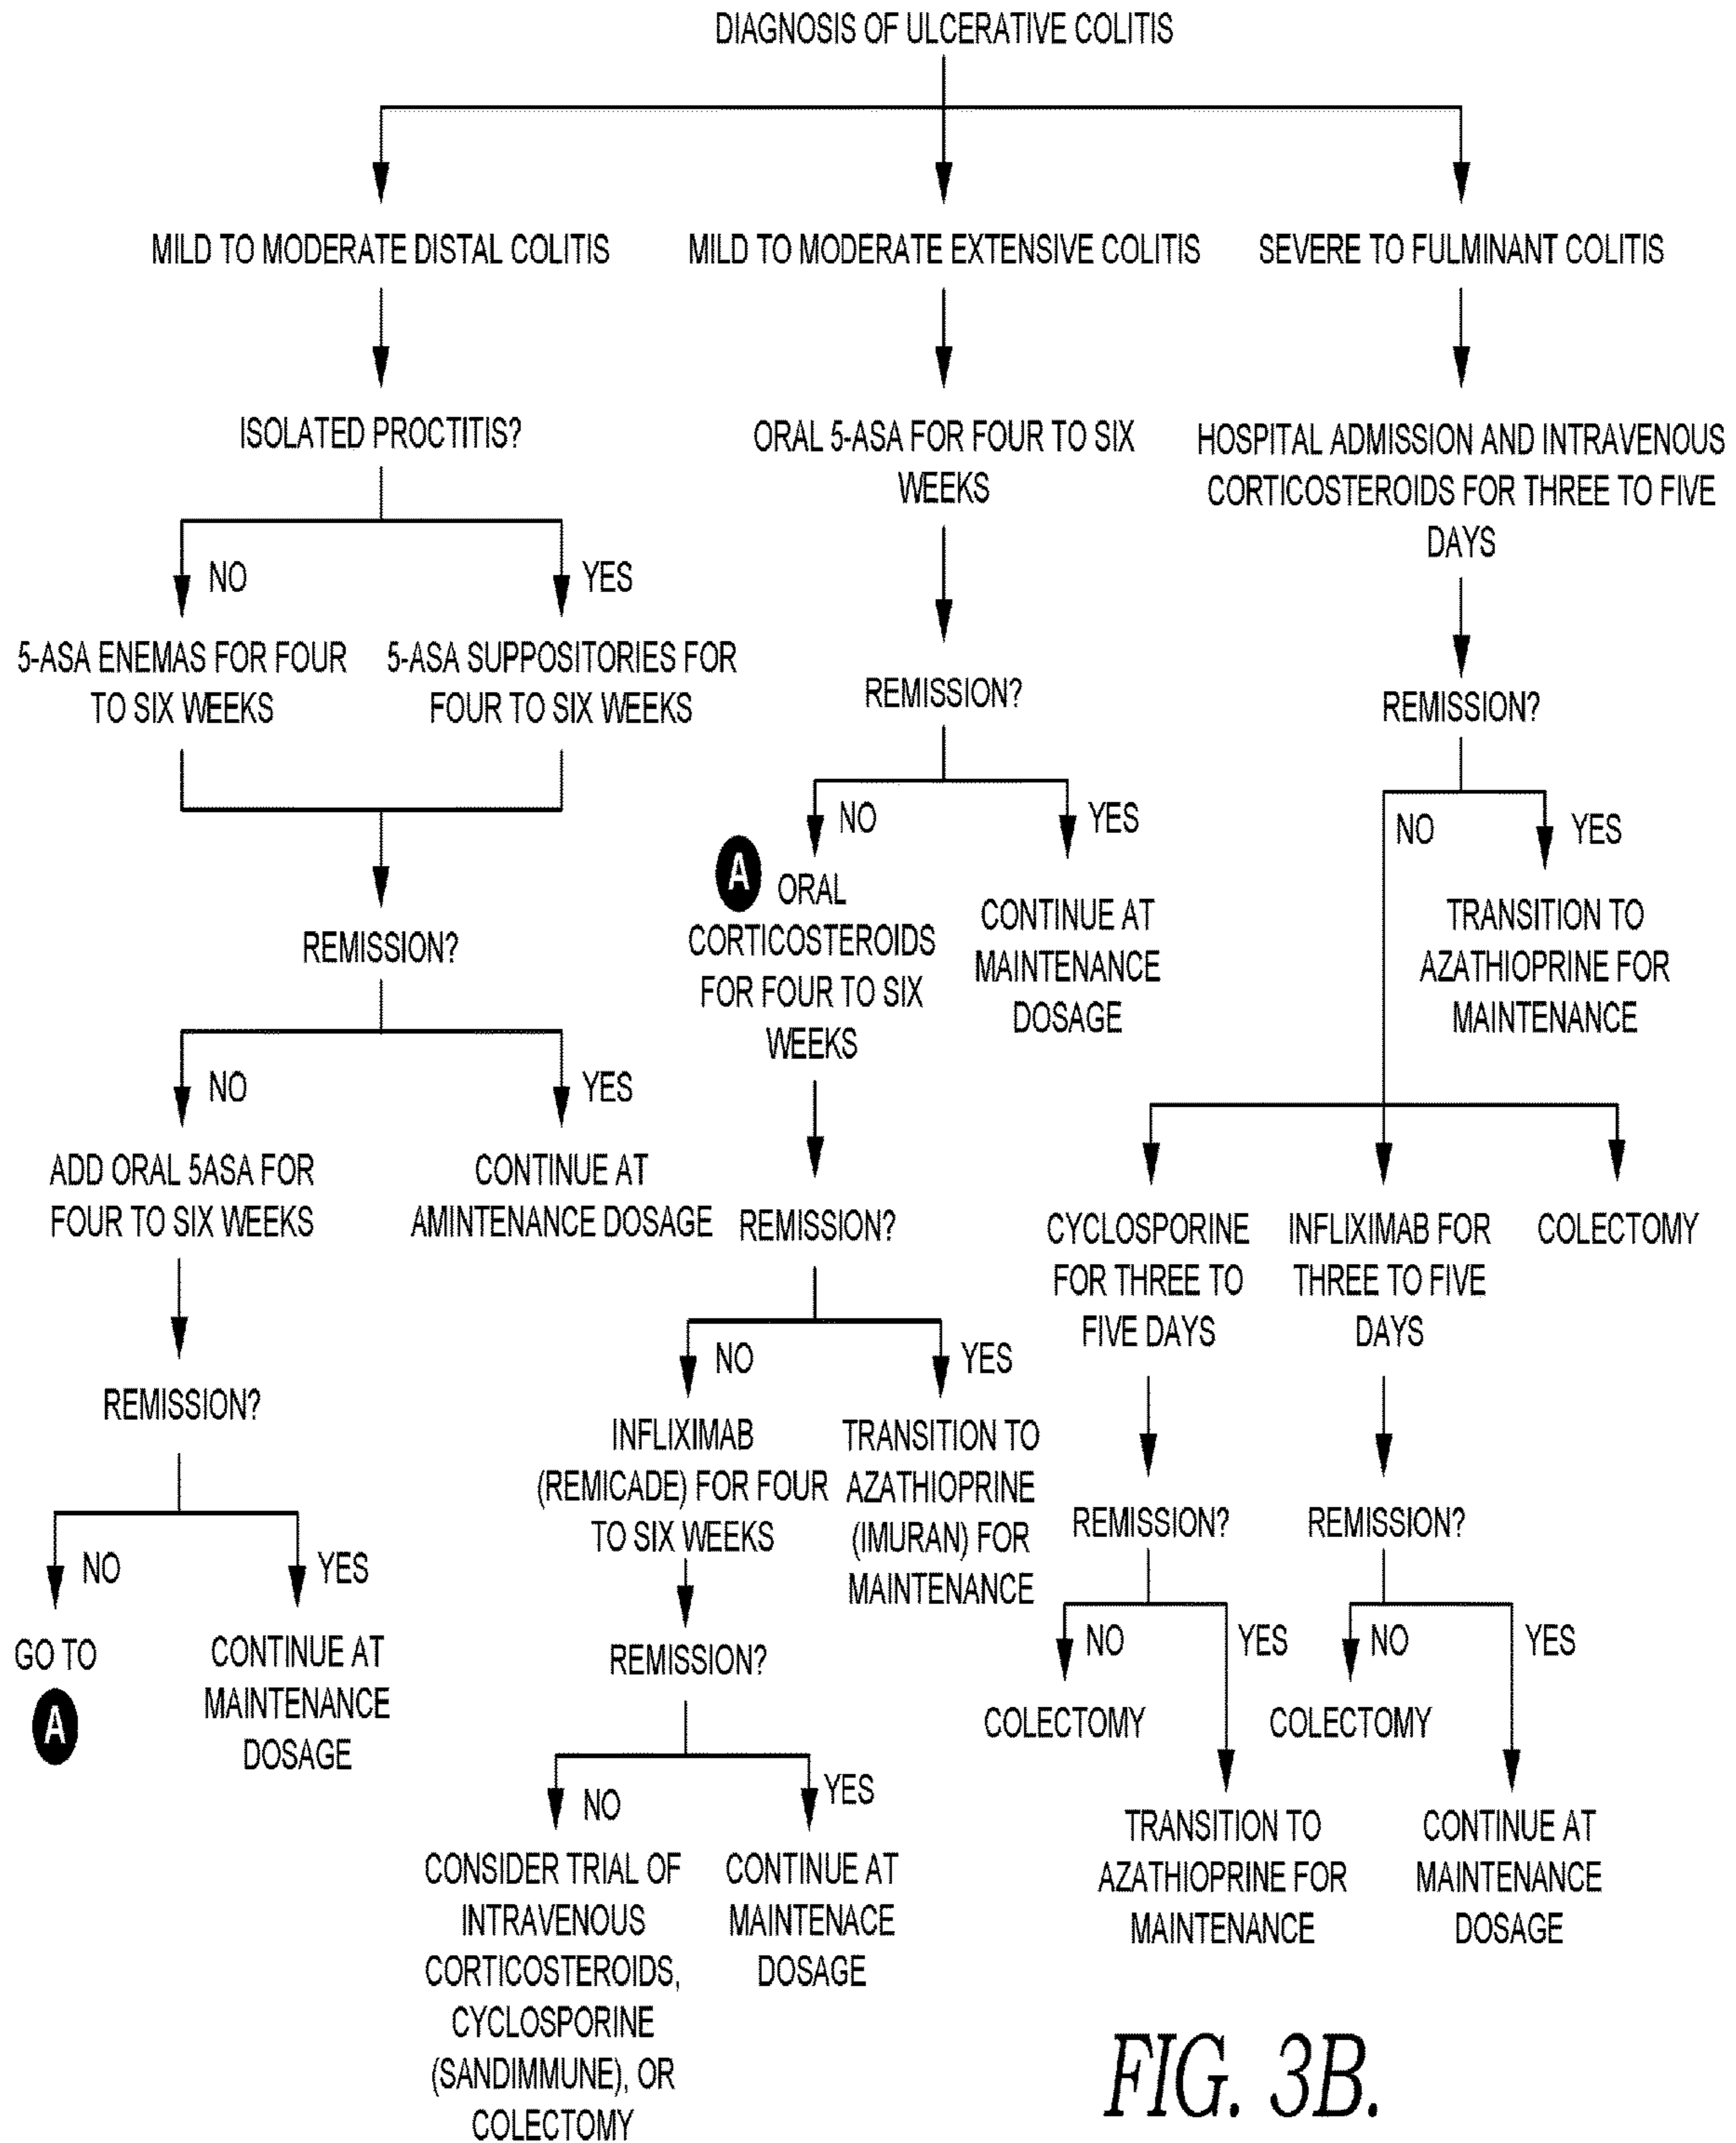 DIAGNOSIS OF ULCERATIVE COLITIS
MILD TO MODERATE DISTAL COLITIS
ISOLATED PROCTITIS?
NO
YES
5-ASA ENEMAS FOR FOUR
TO SIX WEEKS
5-ASA SUPPOSITORIES FOR
FOUR TO SIX WEEKS
REMISSION?
NO
YES
ADD ORAL 5ASA FOR
FOUR TO SIX WEEKS
CONTINUE AT
AMINTENANCE DOSAGE
REMISSION?
NO
YES
GO TO
A
CONTINUE AT
MAINTENANCE
DOSAGE
MILD TO MODERATE EXTENSIVE COLITIS
ORAL 5-ASA FOR FOUR TO SIX
WEEKS
REMISSION?
NO
YES
A
ORAL
CORTICOSTEROIDS
FOR FOUR TO SIX
WEEKS
CONTINUE AT
MAINTENANCE
DOSAGE
REMISSION?
NO
YES
INFLIXIMAB
(REMICADE) FOR FOUR
TO SIX WEEKS
TRANSITION TO
AZATHIOPRINE
(IMURAN) FOR
MAINTENANCE
REMISSION?
NO
YES
CONSIDER TRIAL OF
INTRAVENOUS
CORTICOSTEROIDS,
CYCLOSPORINE
(SANDIMMUNE), OR
COLECTOMY
CONTINUE AT
MAINTENACE
DOSAGE
SEVERE TO FULMINANT COLITIS
HOSPITAL ADMISSION AND INTRAVENOUS
CORTICOSTEROIDS FOR THREE TO FIVE
DAYS
REMISSION?
NO
YES
TRANSITION TO
AZATHIOPRINE FOR
MAINTENANCE
CYCLOSPORINE
FOR THREE TO
FIVE DAYS
INFLIXIMAB FOR
THREE TO FIVE
DAYS
COLECTOMY
REMISSION?
NO
YES
COLECTOMY
TRANSITION TO
AZATHIOPRINE FOR
MAINTENANCE
REMISSION?
NO
YES
COLECTOMY
CONTINUE AT
MAINTENANCE
DOSAGE
FIG. 3B.